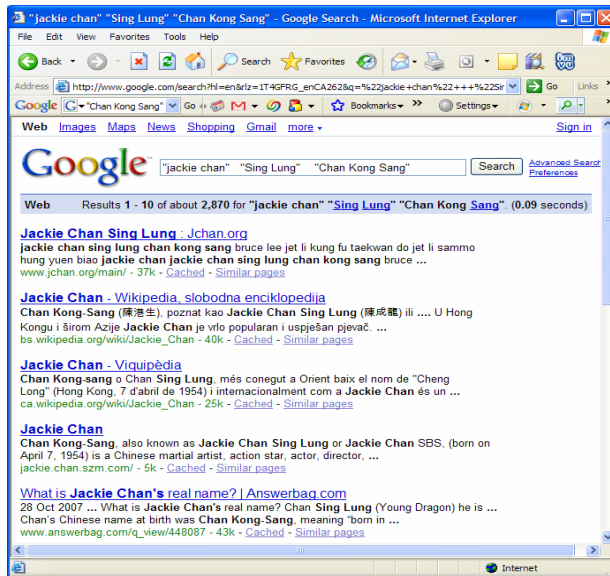 "jackie chan" "Sing Lung" "Chan Kong Sang" - Google Search - Microsoft Internet Explorer
File Edit View Favorites Tools Help
Back Search Favorites
Address http://www.google.com/search?hl=en&rlz=1T4GFRG_enCA262&q=%22jackie+chan%22+++%22Sir Go Links »
Google G "Chan Kong Sang" Go Bookmarks » Settings
Web Images Maps News Shopping Gmail more Sign in
Google "jackie chan" "Sing Lung" "Chan Kong Sang" Search Advanced Search
Preferences
Web Results 1 - 10 of about 2,870 for "jackie chan" "Sing Lung" "Chan Kong Sang". (0.09 seconds)
Jackie Chan Sing Lung : Jchan.org
jackie chan sing lung chan kong sang bruce lee jet li kung fu taekwan do jet li sammo
hung yuen biao jackie chan jackie chan sing lung chan kong sang bruce ...
www.jchan.org/main/ - 37k - Cached - Similar pages
Jackie Chan - Wikipedia, slobodna enciklopedija
Chan Kong-Sang (陳港生), poznat kao Jackie Chan Sing Lung (陳成龍) ili .... U Hong
Kongu i širom Azije Jackie Chan je vrlo popularan i uspješan pjevač. ...
bs.wikipedia.org/wiki/Jackie_Chan - 40k - Cached - Similar pages
Jackie Chan - Viquipèdia
Chan Kong-sang o Chan Sing Lung, més conegut a Orient baix el nom de "Cheng
Long" (Hong Kong, 7 d'abril de 1954) i internacionalment com a Jackie Chan és un ...
ca.wikipedia.org/wiki/Jackie_Chan - 25k - Cached - Similar pages
Jackie Chan
Chan Kong-Sang, also known as Jackie Chan Sing Lung or Jackie Chan SBS, (born on
April 7, 1954) is a Chinese martial artist, action star, actor, director, ...
jackie.chan.szm.com/ - 5k - Cached - Similar pages
What is Jackie Chan's real name? | Answerbag.com
28 Oct 2007 ... What is Jackie Chan's real name? Chan Sing Lung (Young Dragon) he is ...
Chan's Chinese name at birth was Chan Kong-Sang, meaning "born in ...
www.answerbag.com/q_view/448087 - 43k - Cached - Similar pages
Internet